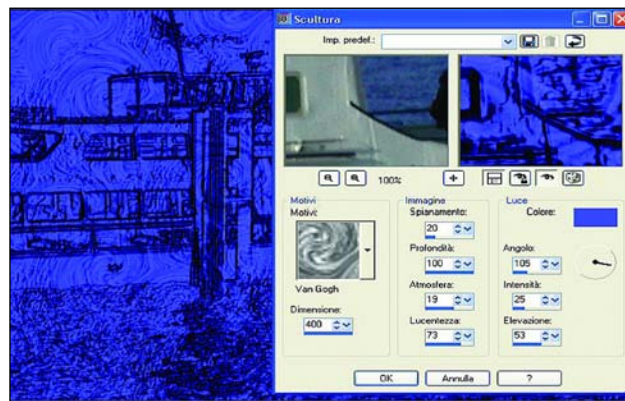 Scultura
Imp. predef.:
100%
Motivi
Motivi:
Van Gogh
Dimensione:
400
Immagine
Spianamento:
20
Profondità:
100
Atmosfera:
19
Lucentezza:
73
Luce
Colore:
Angolo:
105
Intensità:
25
Elevazione:
53
OK
Annulla
?